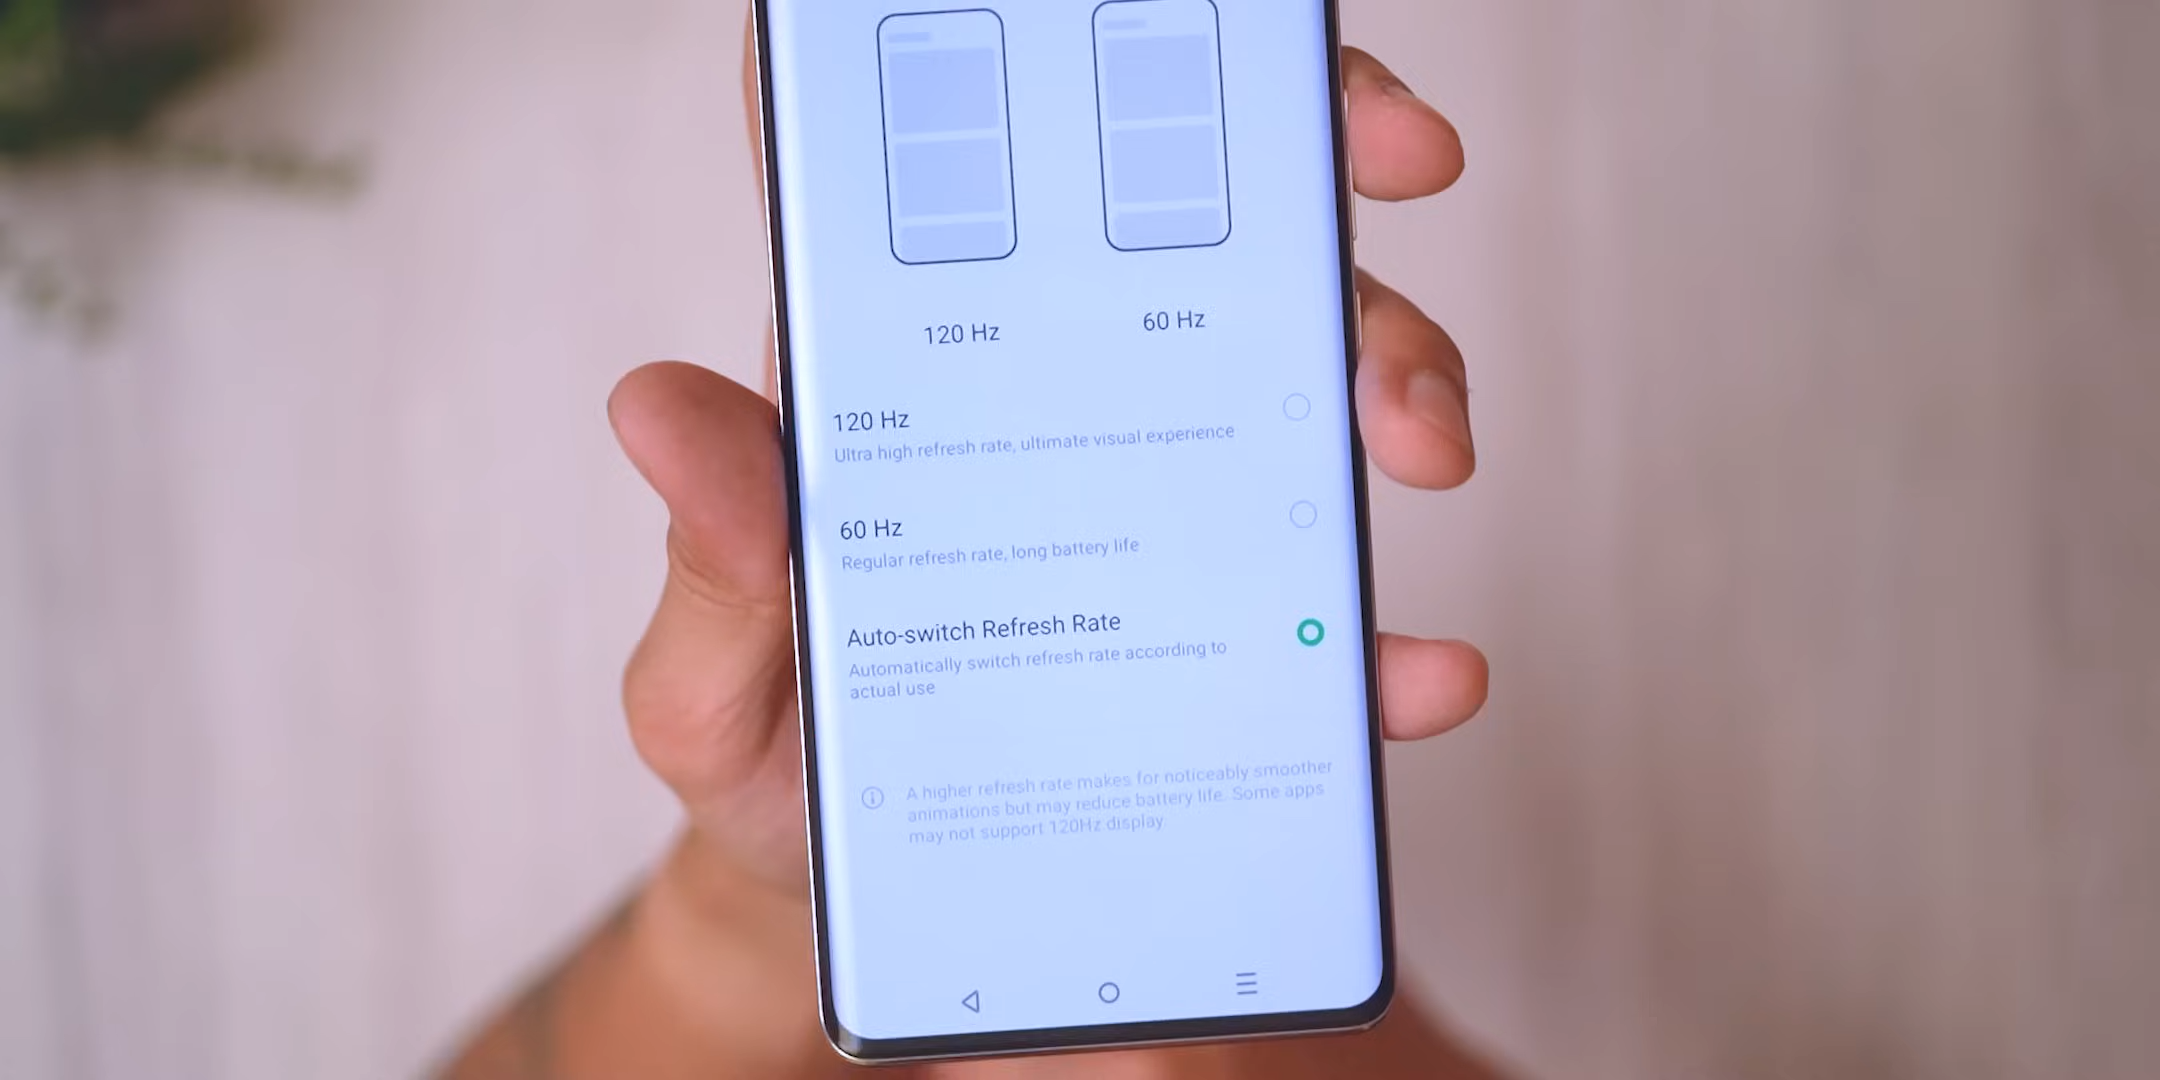 120 Hz
60 Hz
120 Hz
Ultra high refresh rate, ultimate visual experience
60 Hz
Regular refresh rate, long battery life
Auto-switch Refresh Rate
Automatically switch refresh rate according to
actual use
A higher refresh rate makes for noticeably smoother
animations but may reduce battery life. Some apps
may not support 120Hz display